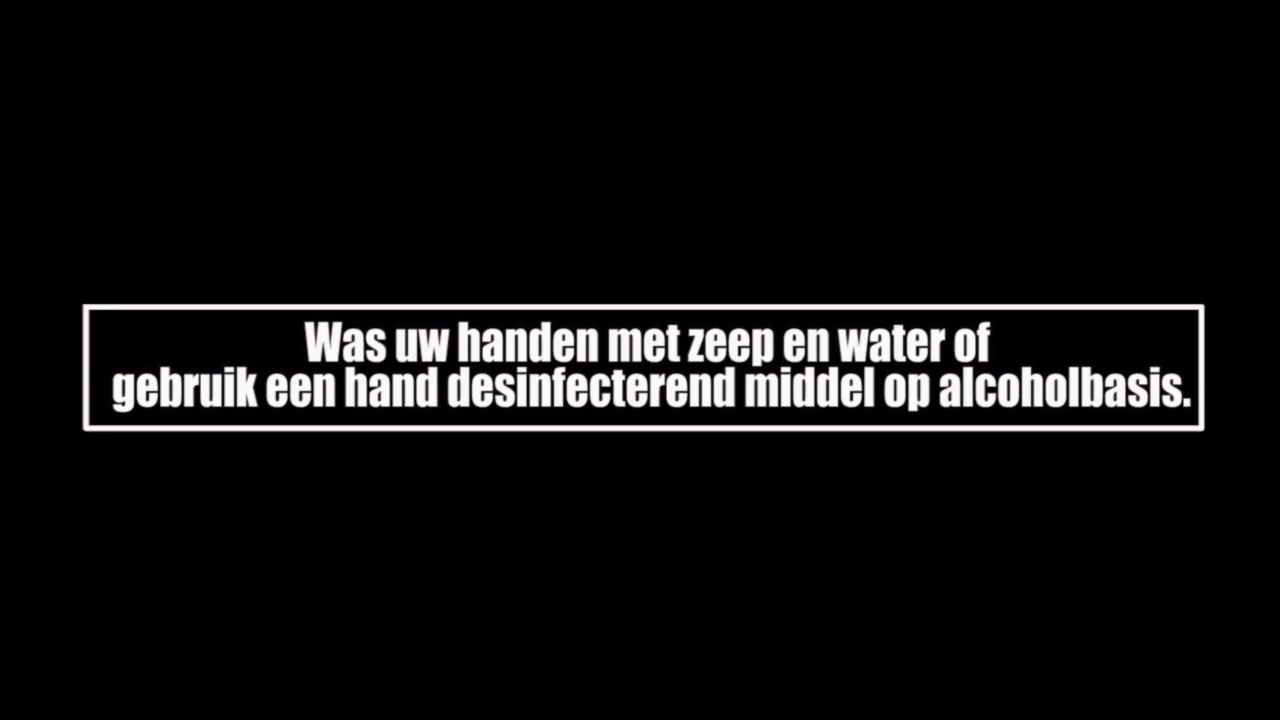 Was uw handen met zeep en water of
gebruik een hand desinfecterend middel op alcoholbasis.